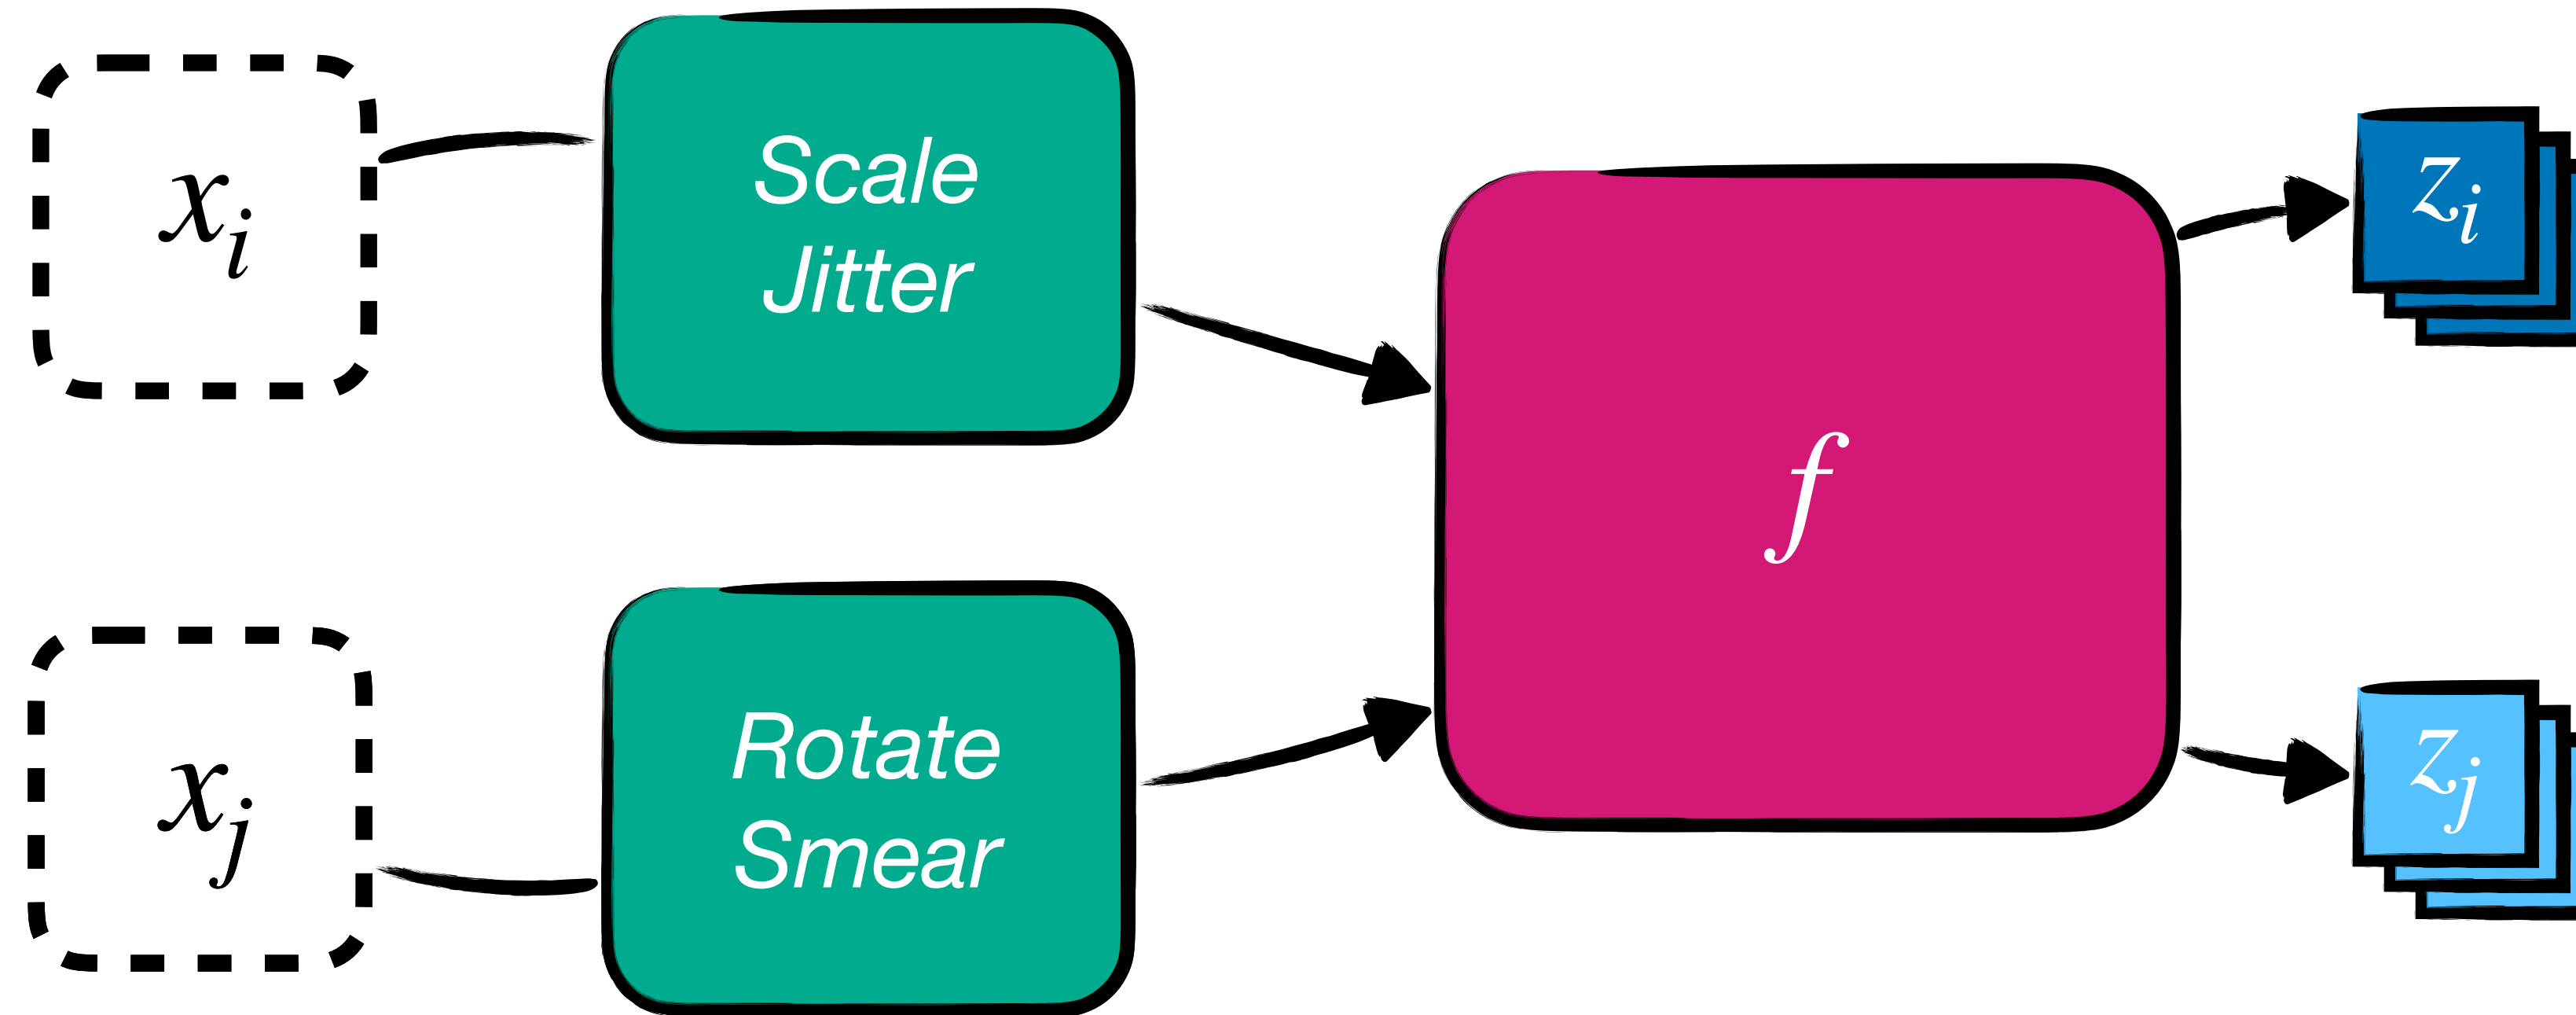 x_i
Scale
Jitter
f
z_i
x_j
Rotate
Smear
z_j